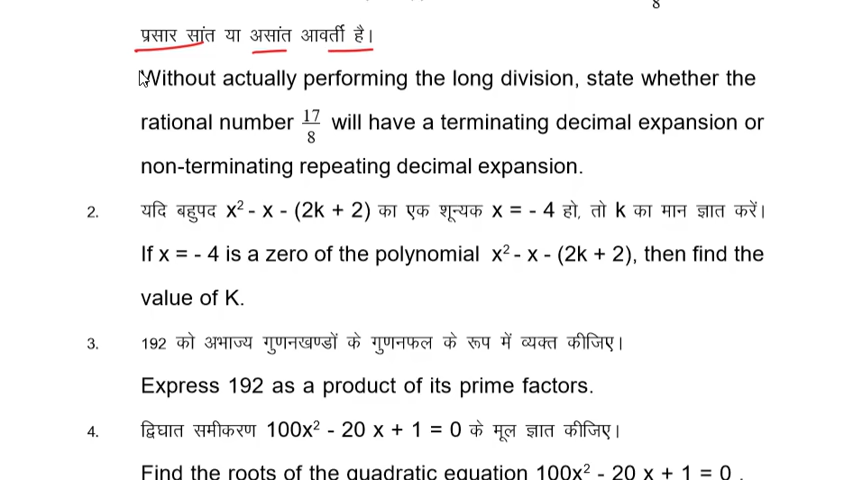 8
प्रसार सांत या असांत आवर्ती है।
Without actually performing the long division, state whether the
rational number 17/8 will have a terminating decimal expansion or
non-terminating repeating decimal expansion.
2. यदि बहुपद x² - x - (2k + 2) का एक शून्यक x = - 4 हो, तो k का मान ज्ञात करें।
If x = - 4 is a zero of the polynomial x² - x - (2k + 2), then find the
value of K.
3. 192 को अभाज्य गुणनखण्डों के गुणनफल के रूप में व्यक्त कीजिए।
Express 192 as a product of its prime factors.
4. द्विघात समीकरण 100x² - 20 x + 1 = 0 के मूल ज्ञात कीजिए।
Find the roots of the quadratic equation 100x² - 20 x + 1 = 0 .